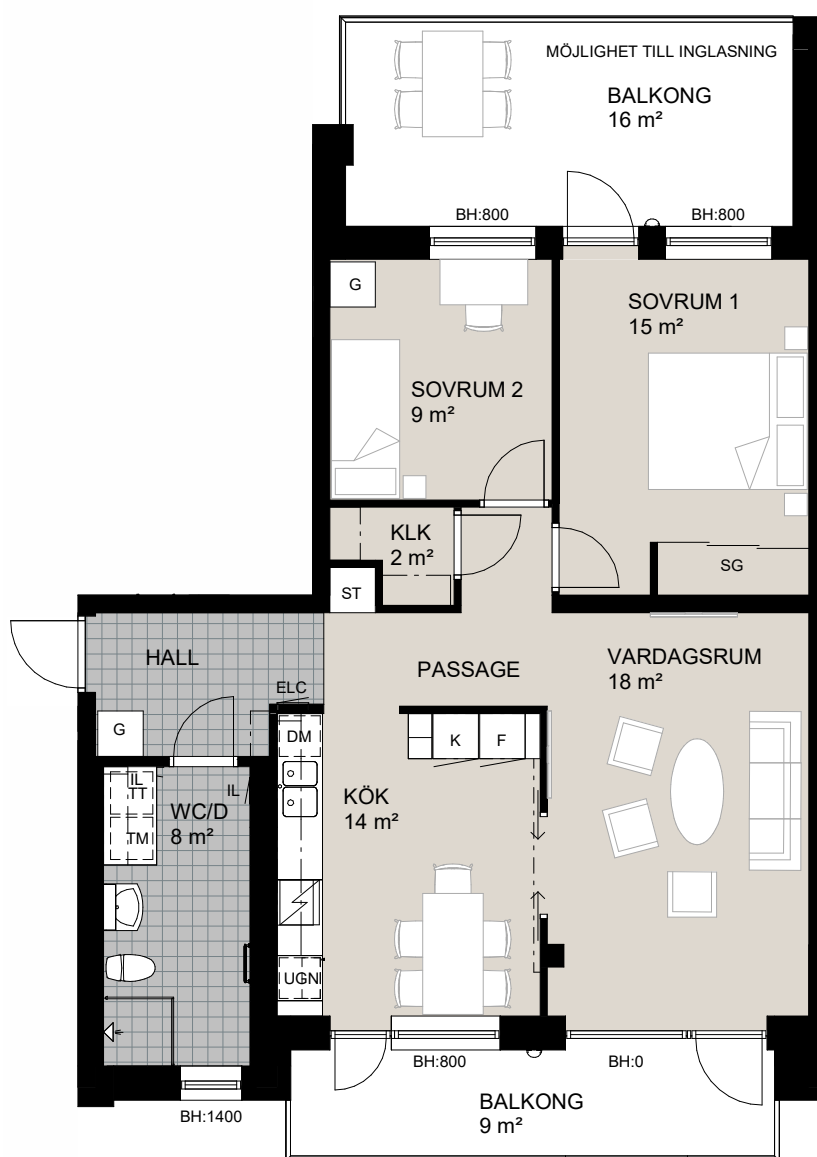 MÖJLIGHET TILL INGLASNING
BALKONG
16 m²
BH:800
BH:800
G
SOVRUM 1
15 m²
SOVRUM 2
9 m²
KLK
2 m²
SG
ST
HALL
PASSAGE
VARDAGSRUM
18 m²
ELC
G
DM
K
F
IL
TT
IL
WC/D
8 m²
KÖK
14 m²
TM
UGN
BH:800
BH:0
BH:1400
BALKONG
9 m²